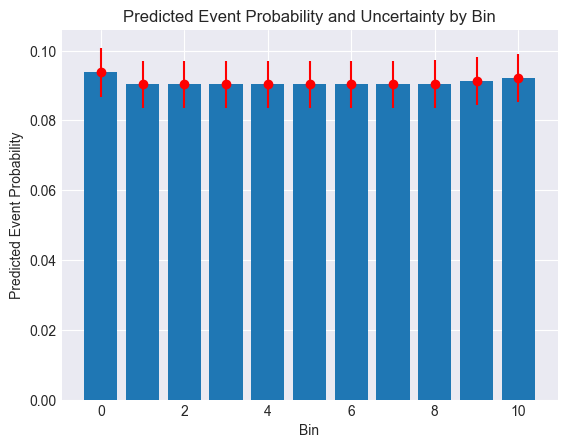 Predicted Event Probability and Uncertainty by Bin
Predicted Event Probability
0.10
0.08
0.06
0.04
0.02
0.00
0 2 4 6 8 10
Bin